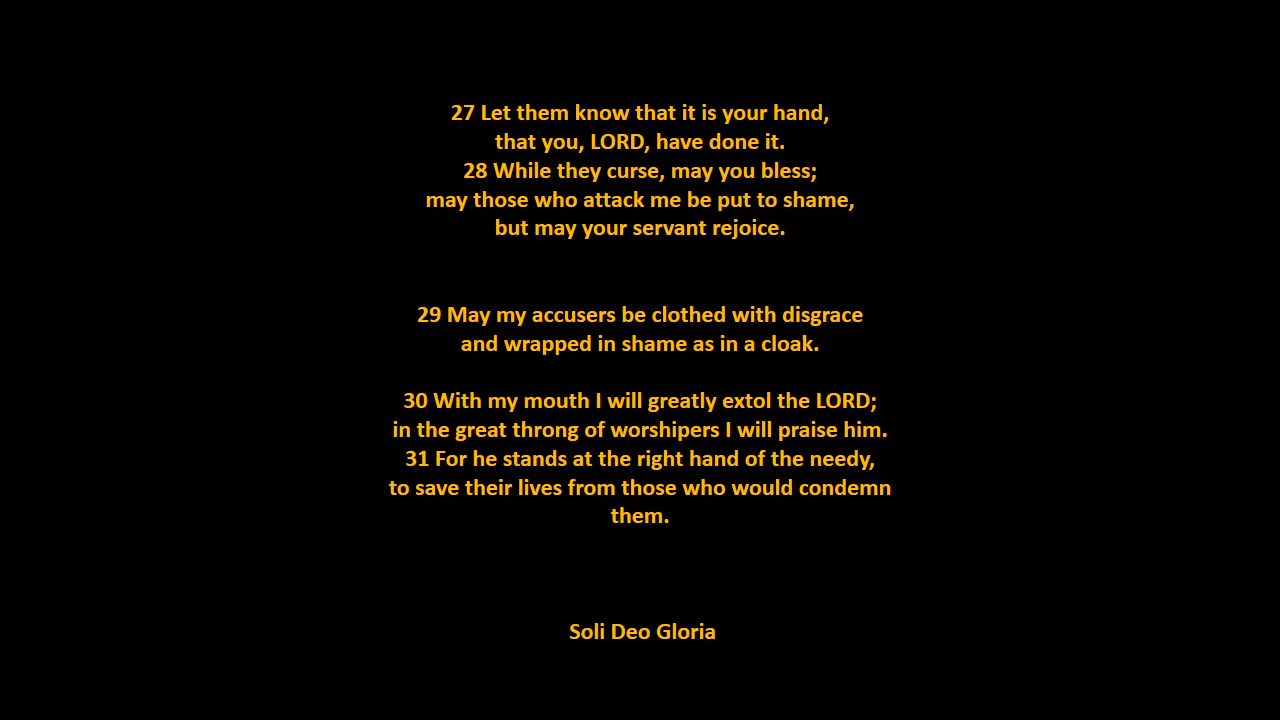 27 Let them know that it is your hand,
that you, LORD, have done it.
28 While they curse, may you bless;
may those who attack me be put to shame,
but may your servant rejoice.
29 May my accusers be clothed with disgrace
and wrapped in shame as in a cloak.
30 With my mouth I will greatly extol the LORD;
in the great throng of worshipers I will praise him.
31 For he stands at the right hand of the needy,
to save their lives from those who would condemn
them.
Soli Deo Gloria